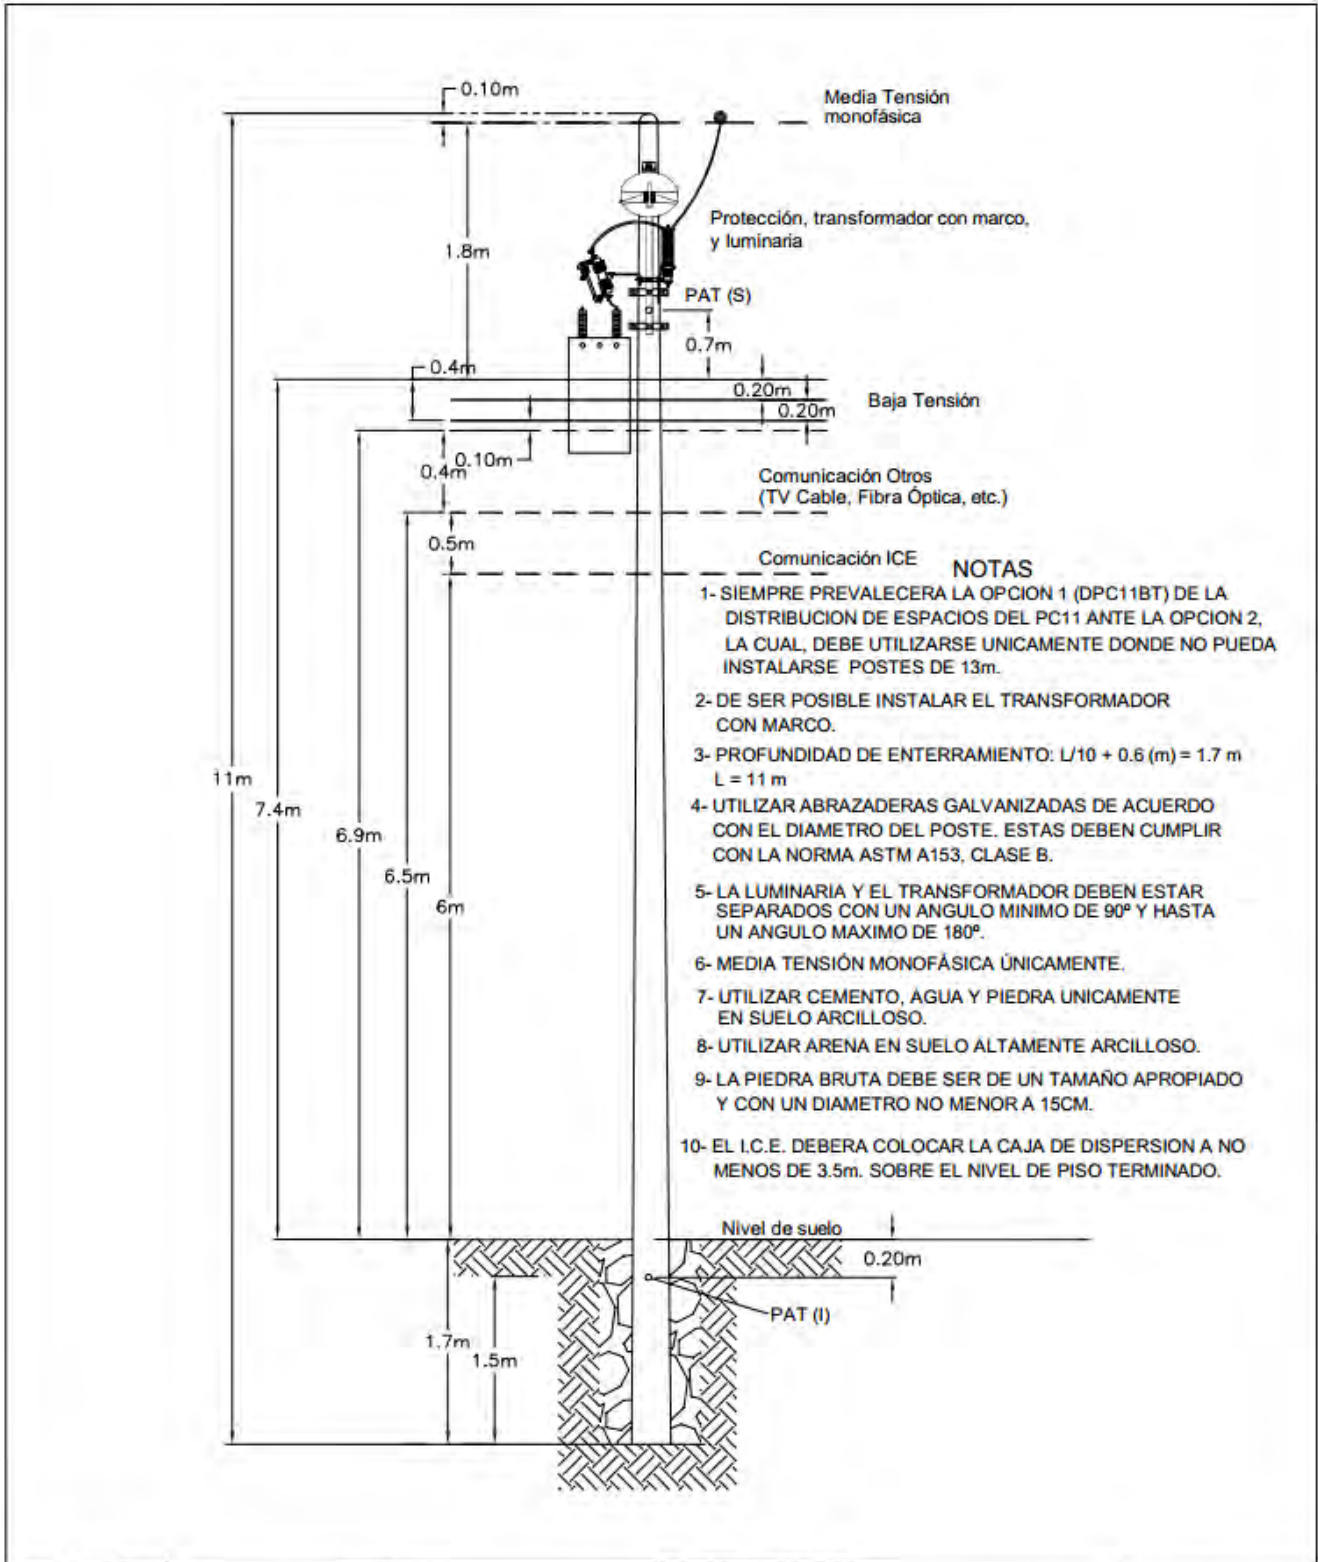 0.10m
Media Tensión
monofásica
Protección, transformador con marco,
y luminaria
1.8m
PAT (S)
0.7m
0.4m
0.20m
Baja Tensión
0.20m
0.10m
0.4m
Comunicación Otros
(TV Cable, Fibra Óptica, etc.)
0.5m
Comunicación ICE
NOTAS
1- SIEMPRE PREVALECERA LA OPCION 1 (DPC11BT) DE LA
DISTRIBUCION DE ESPACIOS DEL PC11 ANTE LA OPCION 2,
LA CUAL, DEBE UTILIZARSE UNICAMENTE DONDE NO PUEDA
INSTALARSE POSTES DE 13m.
2- DE SER POSIBLE INSTALAR EL TRANSFORMADOR
CON MARCO.
3- PROFUNDIDAD DE ENTERRAMIENTO: L/10 + 0.6 (m) = 1.7 m
L = 11 m
4- UTILIZAR ABRAZADERAS GALVANIZADAS DE ACUERDO
CON EL DIAMETRO DEL POSTE. ESTAS DEBEN CUMPLIR
CON LA NORMA ASTM A153, CLASE B.
5- LA LUMINARIA Y EL TRANSFORMADOR DEBEN ESTAR
SEPARADOS CON UN ANGULO MINIMO DE 90º Y HASTA
UN ANGULO MAXIMO DE 180º.
6- MEDIA TENSIÓN MONOFÁSICA ÚNICAMENTE.
7- UTILIZAR CEMENTO, AGUA Y PIEDRA UNICAMENTE
EN SUELO ARCILLOSO.
8- UTILIZAR ARENA EN SUELO ALTAMENTE ARCILLOSO.
9- LA PIEDRA BRUTA DEBE SER DE UN TAMAÑO APROPIADO
Y CON UN DIAMETRO NO MENOR A 15CM.
10- EL I.C.E. DEBERA COLOCAR LA CAJA DE DISPERSION A NO
MENOS DE 3.5m. SOBRE EL NIVEL DE PISO TERMINADO.
11m
7.4m
6.9m
6.5m
6m
Nivel de suelo
0.20m
PAT (I)
1.7m
1.5m